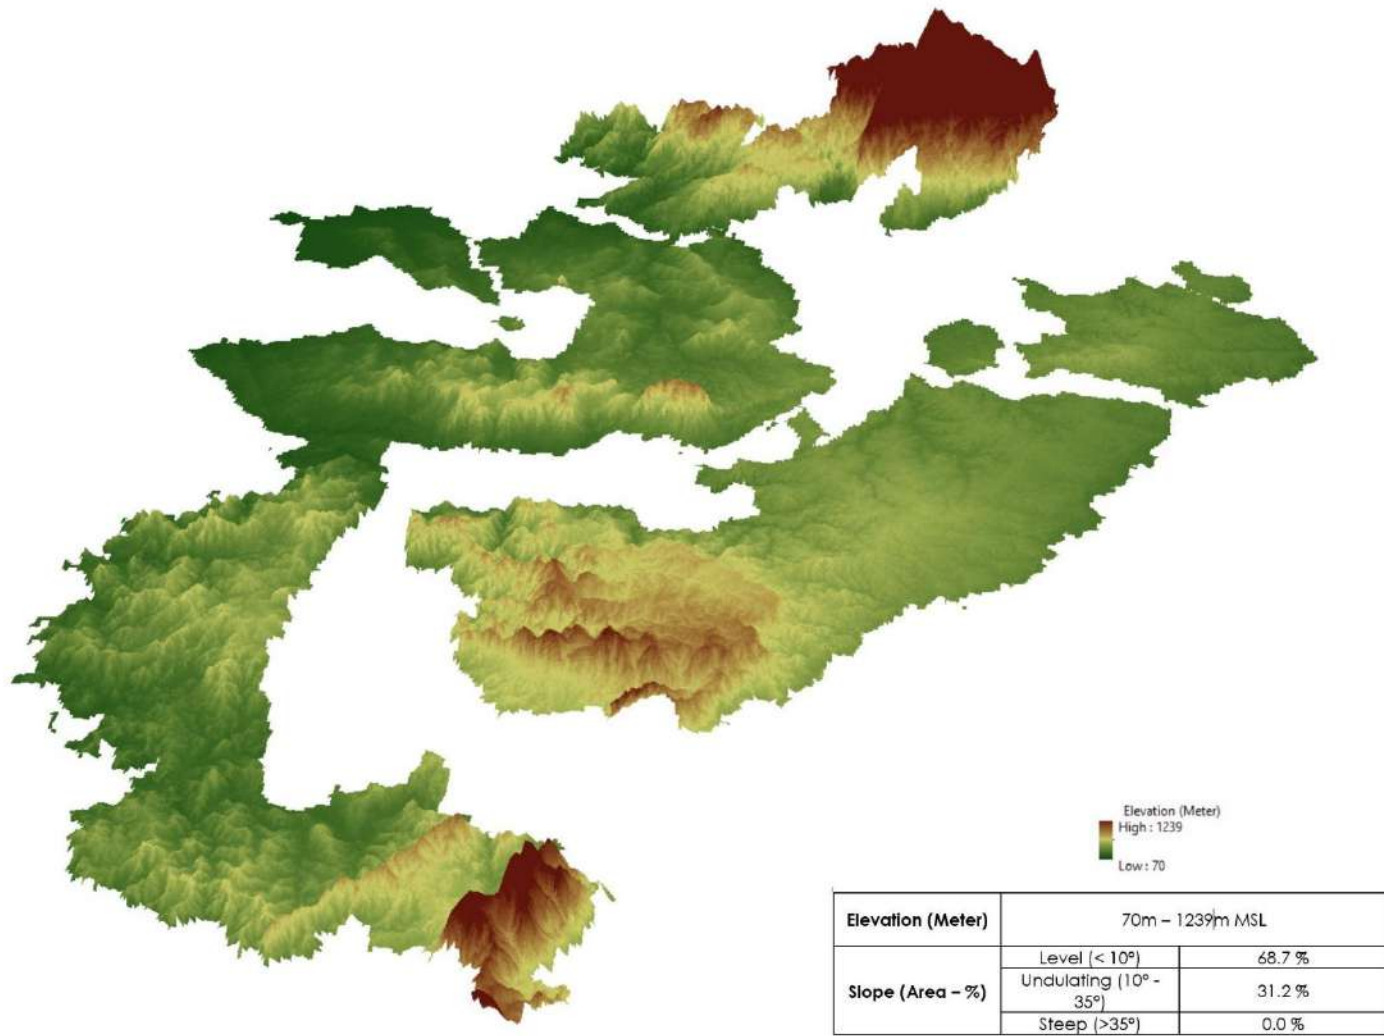 Elevation (Meter)
High : 1239
Low : 70
Elevation (Meter) 70m – 1239m MSL
Slope (Area – %) Level (< 10°) 68.7 %
Undulating (10° -
35°) 31.2 %
Steep (>35°) 0.0 %